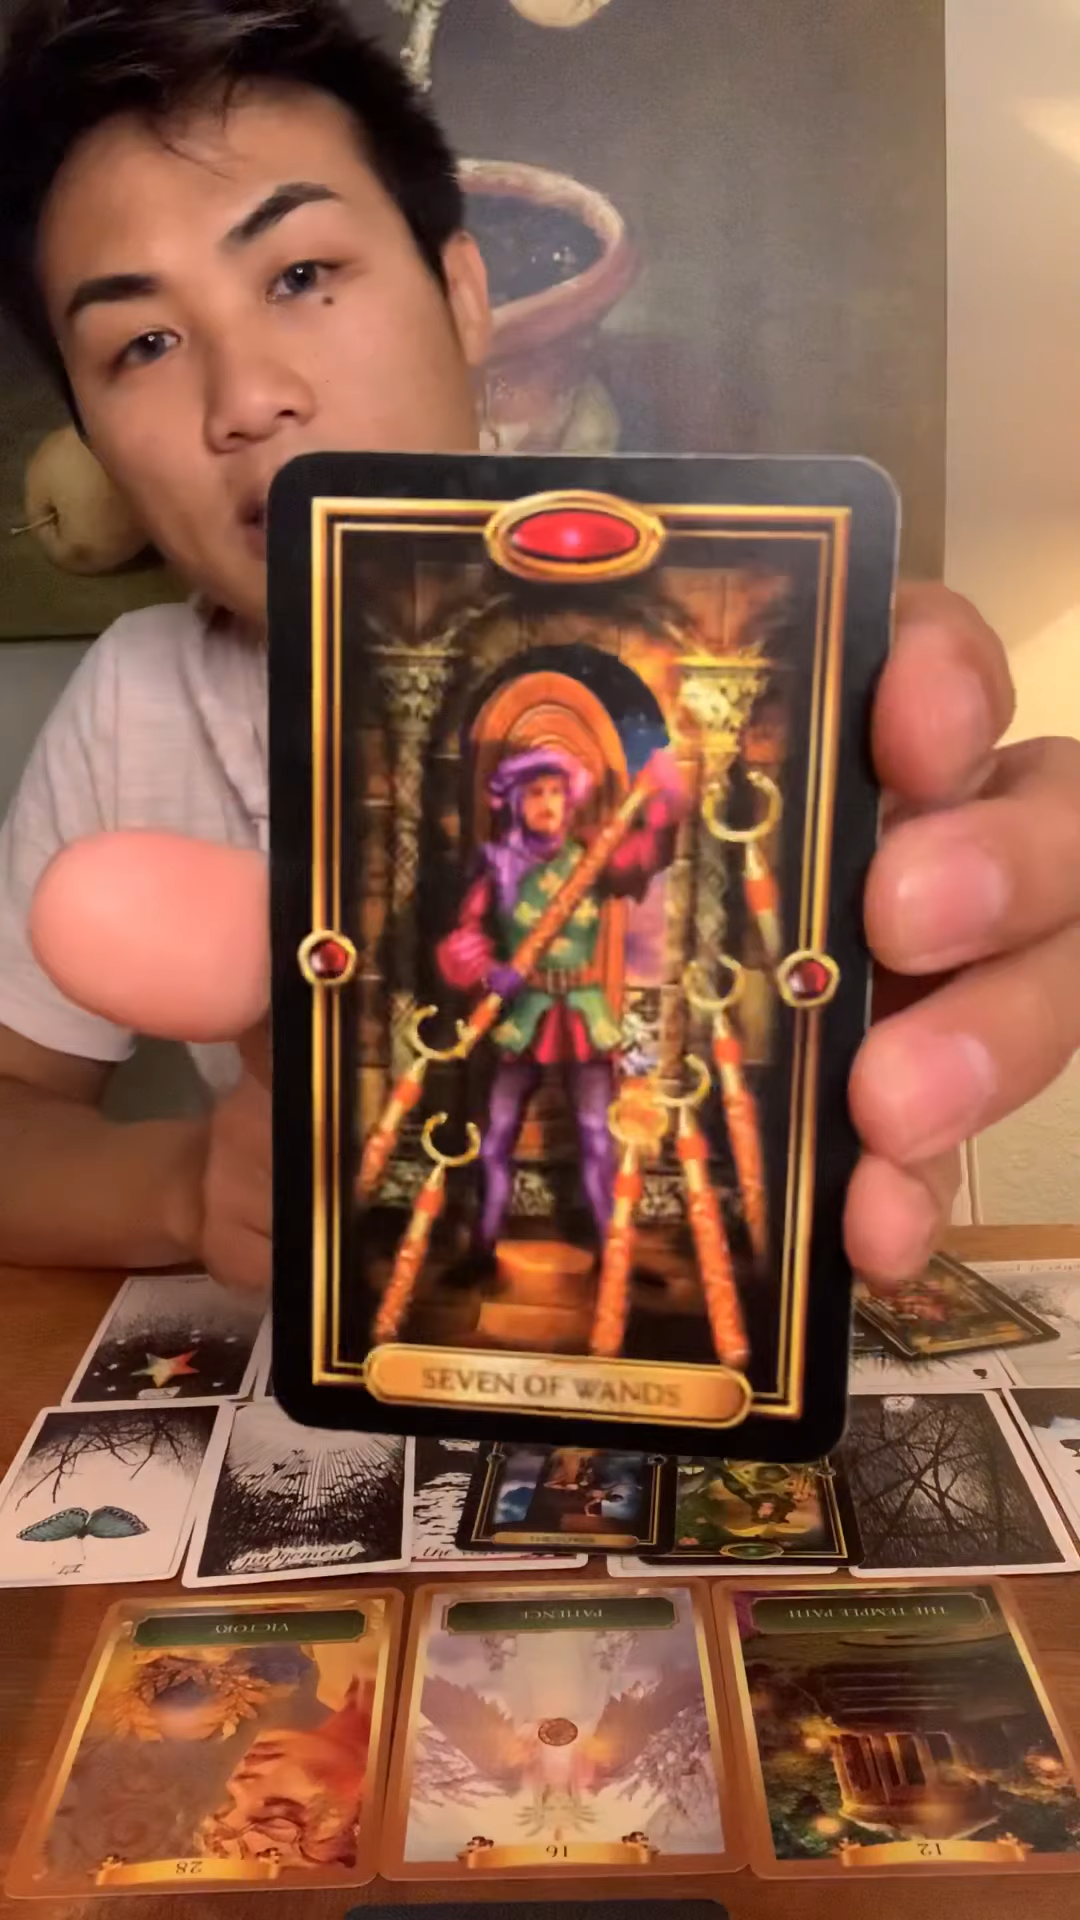 SEVEN OF WANDS
judgement
VICTORY
PATIENCE
THE TEMPLE PATH
28
16
12